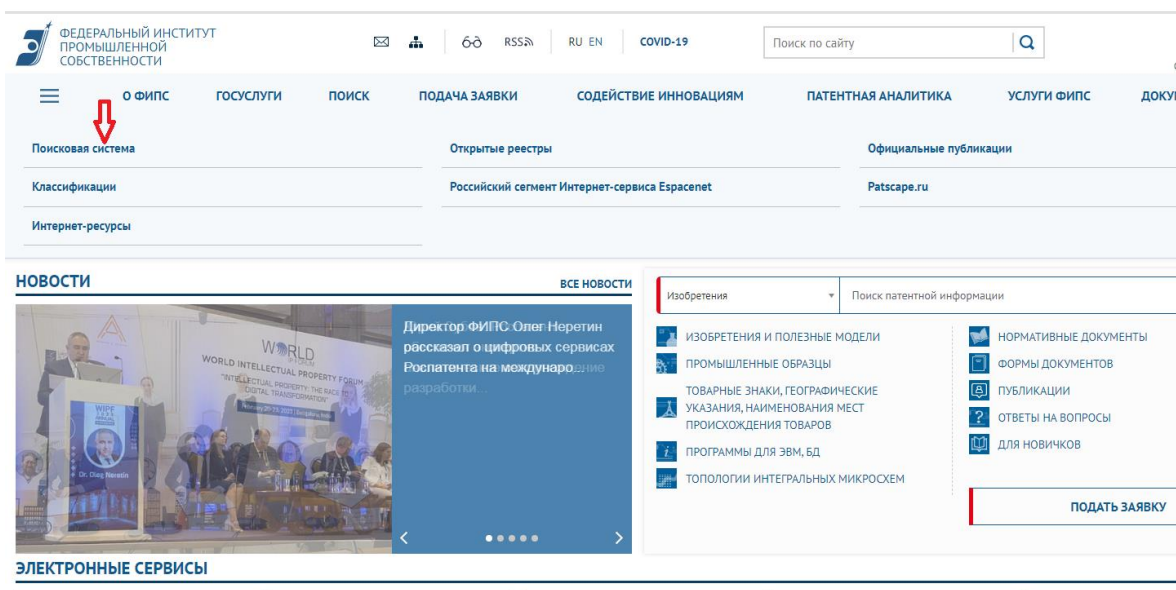 ФЕДЕРАЛЬНЫЙ ИНСТИТУТ
ПРОМЫШЛЕННОЙ
СОБСТВЕННОСТИ
RSS
RU EN
COVID-19
Поиск по сайту
О ФИПС
ГОСУСЛУГИ
ПОИСК
ПОДАЧА ЗАЯВКИ
СОДЕЙСТВИЕ ИННОВАЦИЯМ
ПАТЕНТНАЯ АНАЛИТИКА
УСЛУГИ ФИПС
ДОКУ
Поисковая система
Открытые реестры
Официальные публикации
Классификации
Российский сегмент Интернет-сервиса Espacenet
Patscape.ru
Интернет-ресурсы
НОВОСТИ
ВСЕ НОВОСТИ
WORLD
IP FORUM
WORLD INTELLECTUAL PROPERTY FORUM
"INTELLECTUAL PROPERTY: THE RACE TO
DIGITAL TRANSFORMATION"
WIPF
Dr. Oleg Neretin
Директор ФИПС Олег Неретин
рассказал о цифровых сервисах
Роспатента на междунаро...
разработки...
Изобретения
Поиск патентной информации
ИЗОБРЕТЕНИЯ И ПОЛЕЗНЫЕ МОДЕЛИ
ПРОМЫШЛЕННЫЕ ОБРАЗЦЫ
ТОВАРНЫЕ ЗНАКИ, ГЕОГРАФИЧЕСКИЕ
УКАЗАНИЯ, НАИМЕНОВАНИЯ МЕСТ
ПРОИСХОЖДЕНИЯ ТОВАРОВ
ПРОГРАММЫ ДЛЯ ЭВМ, БД
ТОПОЛОГИИ ИНТЕГРАЛЬНЫХ МИКРОСХЕМ
НОРМАТИВНЫЕ ДОКУМЕНТЫ
ФОРМЫ ДОКУМЕНТОВ
ПУБЛИКАЦИИ
ОТВЕТЫ НА ВОПРОСЫ
ДЛЯ НОВИЧКОВ
ПОДАТЬ ЗАЯВКУ
ЭЛЕКТРОННЫЕ СЕРВИСЫ